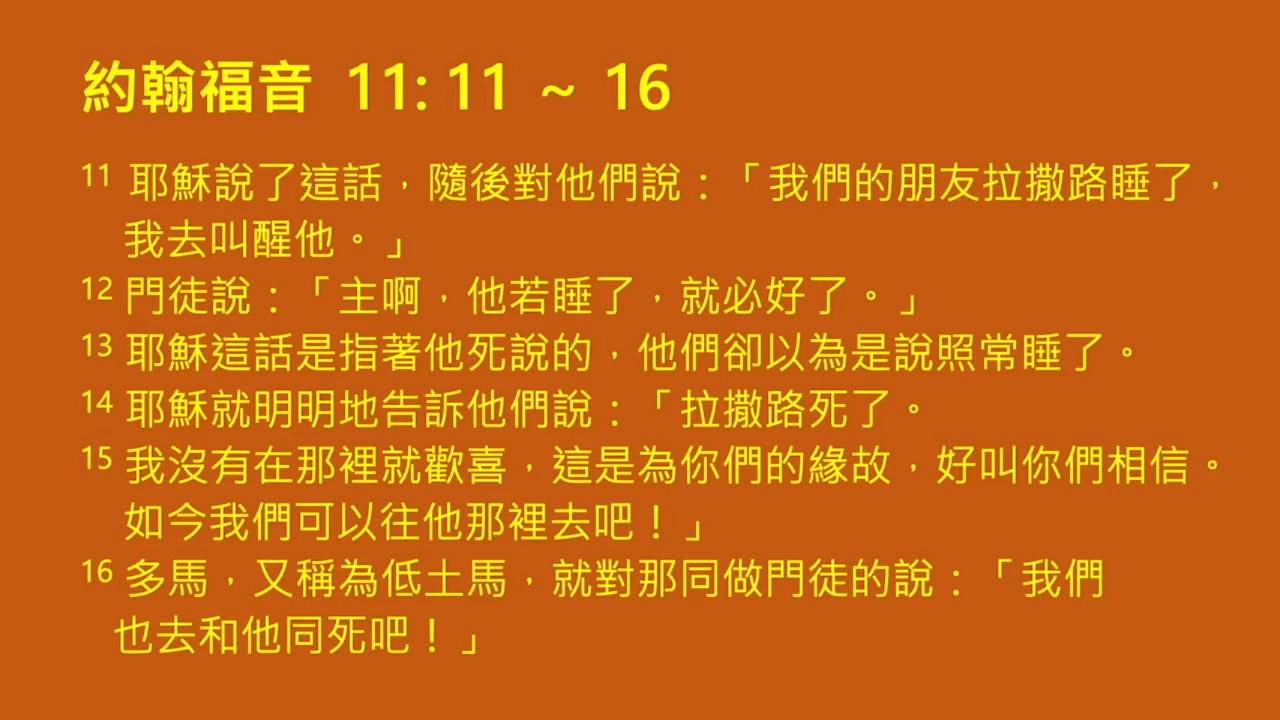 約翰福音 11: 11 ~ 16
11 耶穌說了這話，隨後對他們說：「我們的朋友拉撒路睡了，
我去叫醒他。」
12 門徒說：「主啊，他若睡了，就必好了。」
13 耶穌這話是指著他死說的，他們卻以為是說照常睡了。
14 耶穌就明明地告訴他們說：「拉撒路死了。
15 我沒有在那裡就歡喜，這是為你們的緣故，好叫你們相信。
如今我們可以往他那裡去吧！」
16 多馬，又稱為低土馬，就對那同做門徒的說：「我們
也去和他同死吧！」